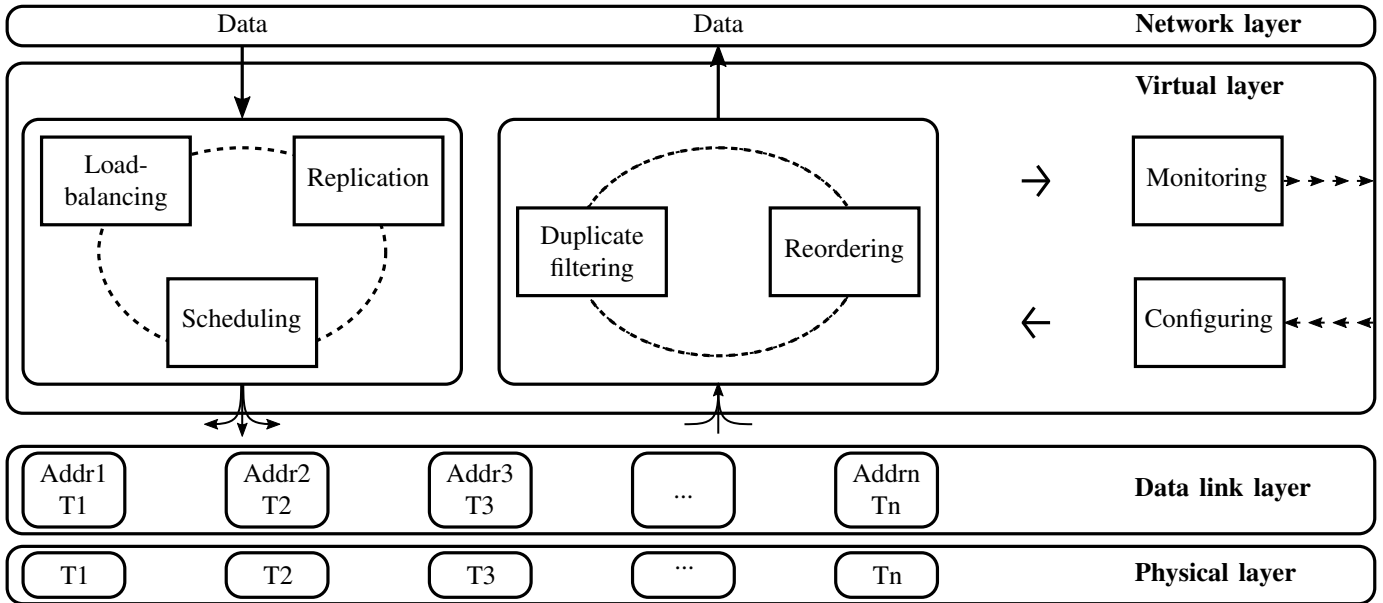 Data Data Network layer
Virtual layer
Load-
balancing
Replication
Scheduling
Duplicate
filtering
Reordering
Monitoring
Configuring
Addr1
T1
Addr2
T2
Addr3
T3
...
Addrn
Tn
Data link layer
T1 T2 T3 ... Tn Physical layer